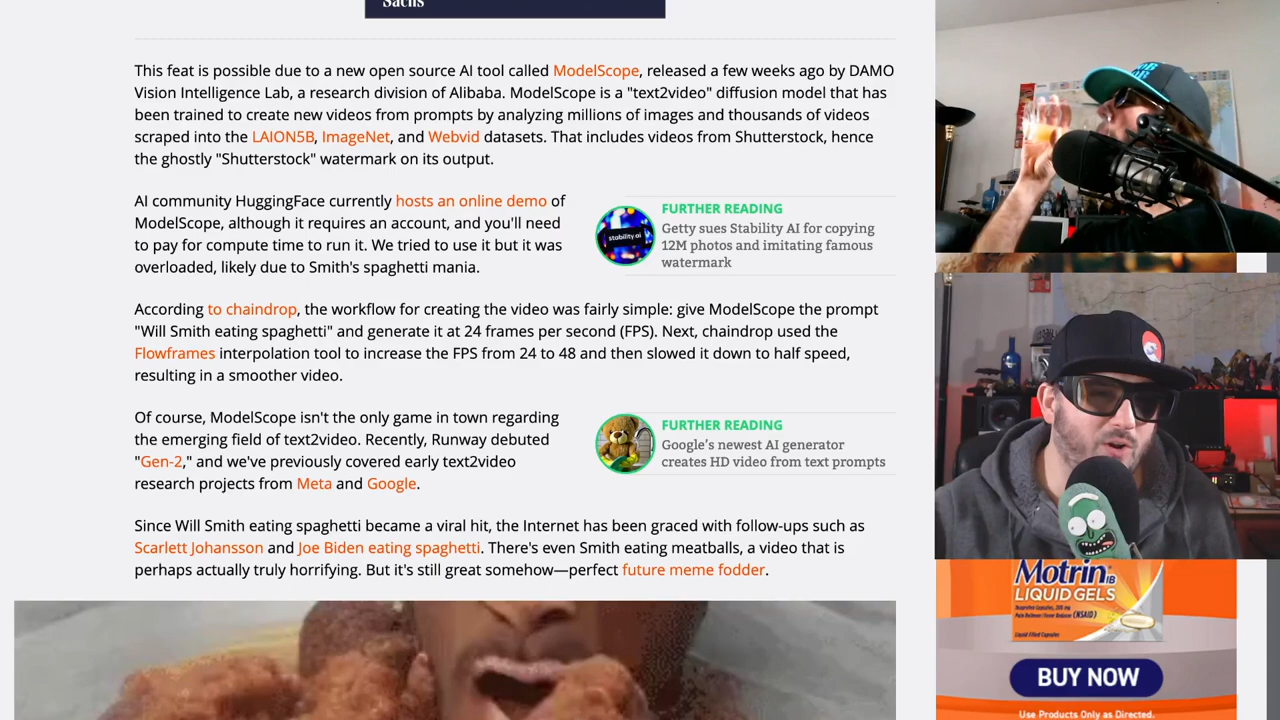 Sachs
This feat is possible due to a new open source AI tool called ModelScope, released a few weeks ago by DAMO
Vision Intelligence Lab, a research division of Alibaba. ModelScope is a "text2video" diffusion model that has
been trained to create new videos from prompts by analyzing millions of images and thousands of videos
scraped into the LAION5B, ImageNet, and Webvid datasets. That includes videos from Shutterstock, hence
the ghostly "Shutterstock" watermark on its output.
AI community HuggingFace currently hosts an online demo of
ModelScope, although it requires an account, and you'll need
to pay for compute time to run it. We tried to use it but it was
overloaded, likely due to Smith's spaghetti mania.
stability.ai
FURTHER READING
Getty sues Stability AI for copying
12M photos and imitating famous
watermark
According to chaindrop, the workflow for creating the video was fairly simple: give ModelScope the prompt
"Will Smith eating spaghetti" and generate it at 24 frames per second (FPS). Next, chaindrop used the
Flowframes interpolation tool to increase the FPS from 24 to 48 and then slowed it down to half speed,
resulting in a smoother video.
Of course, ModelScope isn't the only game in town regarding
the emerging field of text2video. Recently, Runway debuted
"Gen-2," and we've previously covered early text2video
research projects from Meta and Google.
FURTHER READING
Google's newest AI generator
creates HD video from text prompts
Since Will Smith eating spaghetti became a viral hit, the Internet has been graced with follow-ups such as
Scarlett Johansson and Joe Biden eating spaghetti. There's even Smith eating meatballs, a video that is
perhaps actually truly horrifying. But it's still great somehow—perfect future meme fodder.
Motrin IB
LIQUID GELS
Ibuprofen Capsules, 200 mg
Pain Reliever/Fever Reducer (NSAID)
Liquid Filled Capsules
BUY NOW
Use Products Only as Directed.